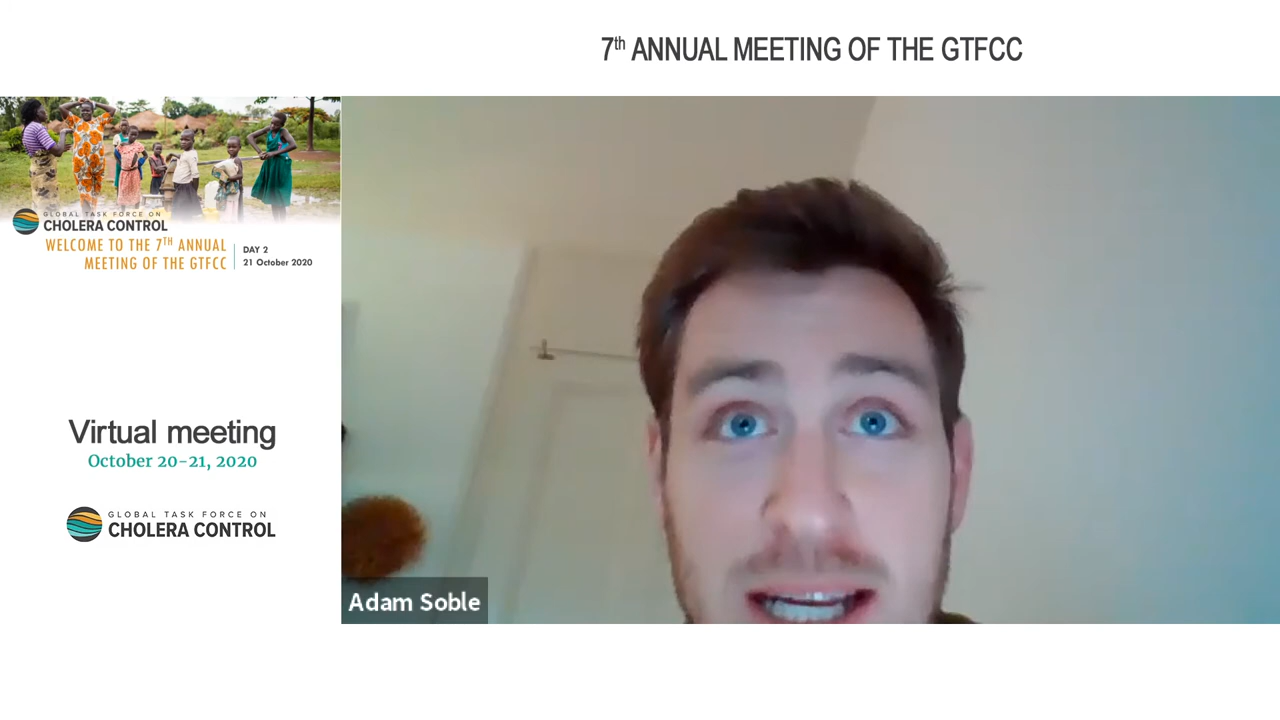 7th ANNUAL MEETING OF THE GTFCC
GLOBAL TASK FORCE ON
CHOLERA CONTROL
WELCOME TO THE 7TH ANNUAL
MEETING OF THE GTFCC
DAY 2
21 October 2020
Virtual meeting
October 20-21, 2020
GLOBAL TASK FORCE ON
CHOLERA CONTROL
Adam Soble